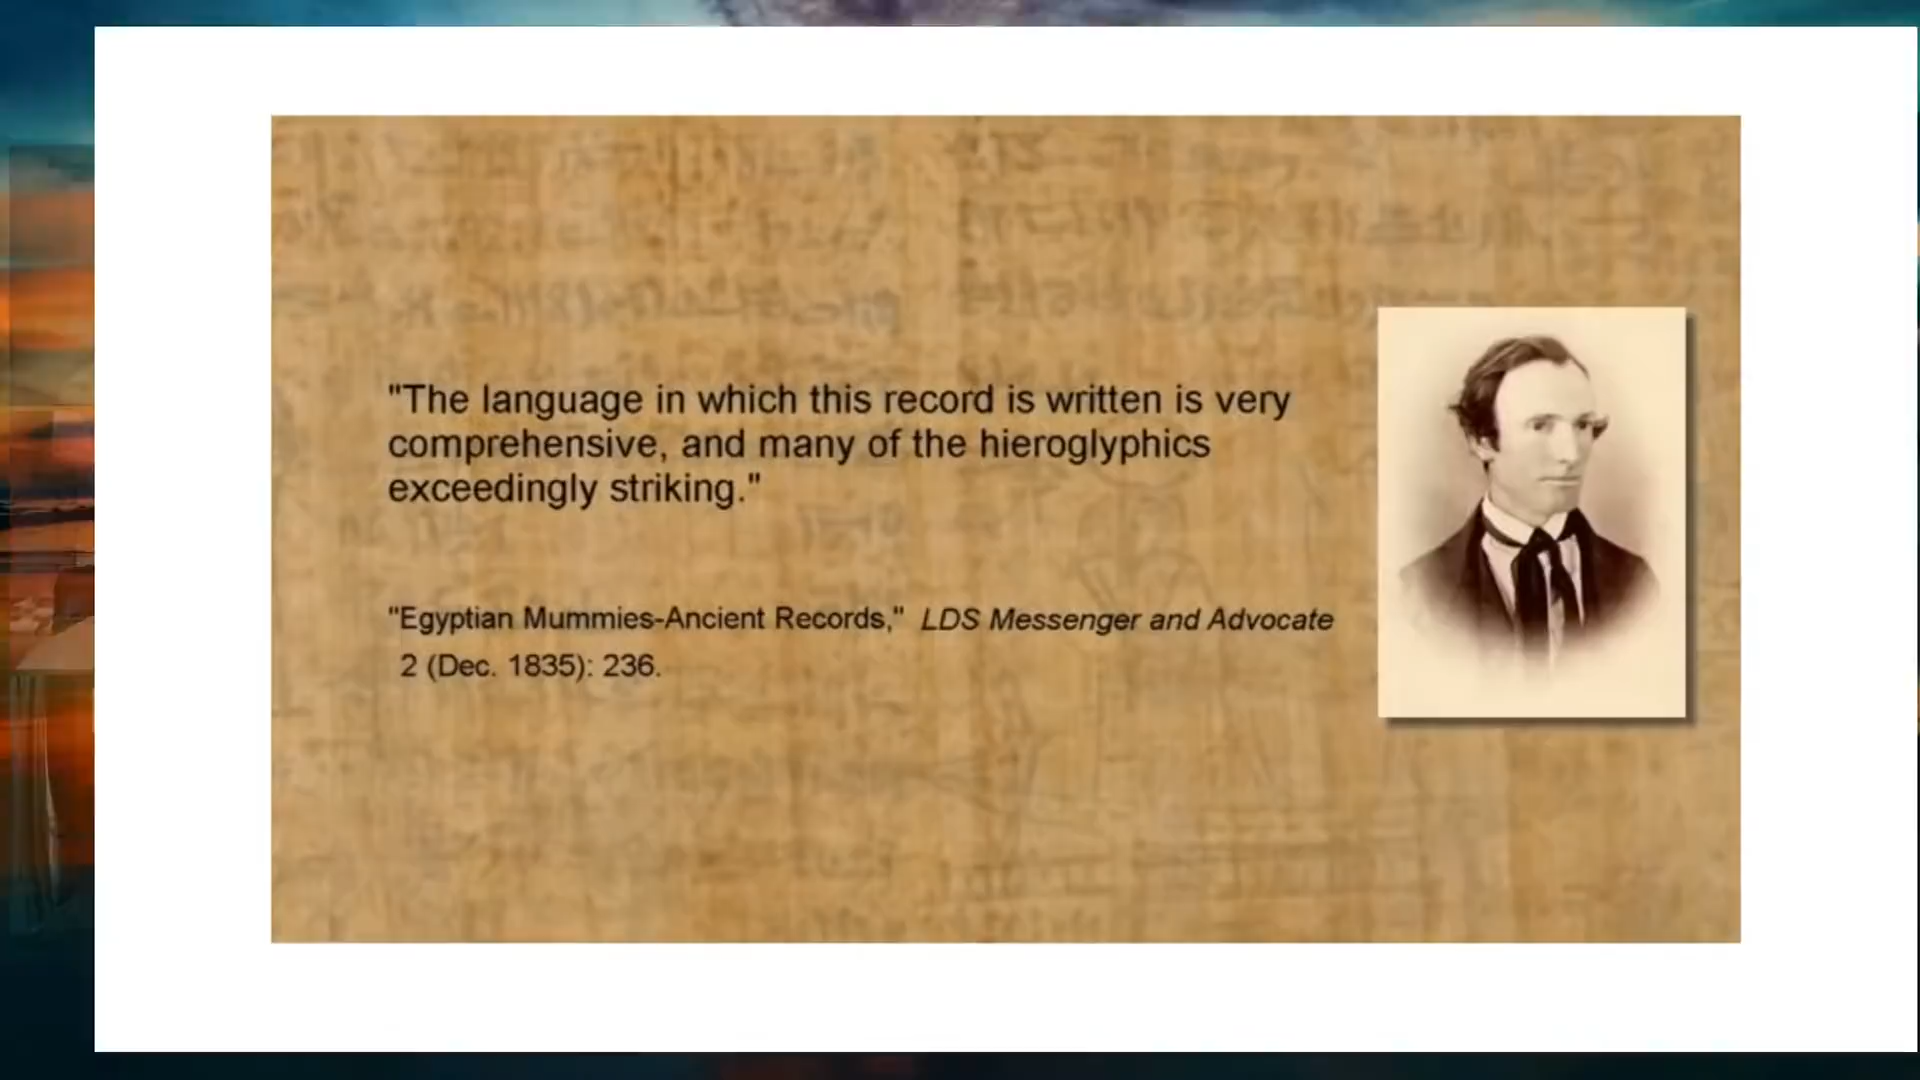 "The language in which this record is written is very
comprehensive, and many of the hieroglyphics
exceedingly striking."
"Egyptian Mummies-Ancient Records," LDS Messenger and Advocate
2 (Dec. 1835): 236.